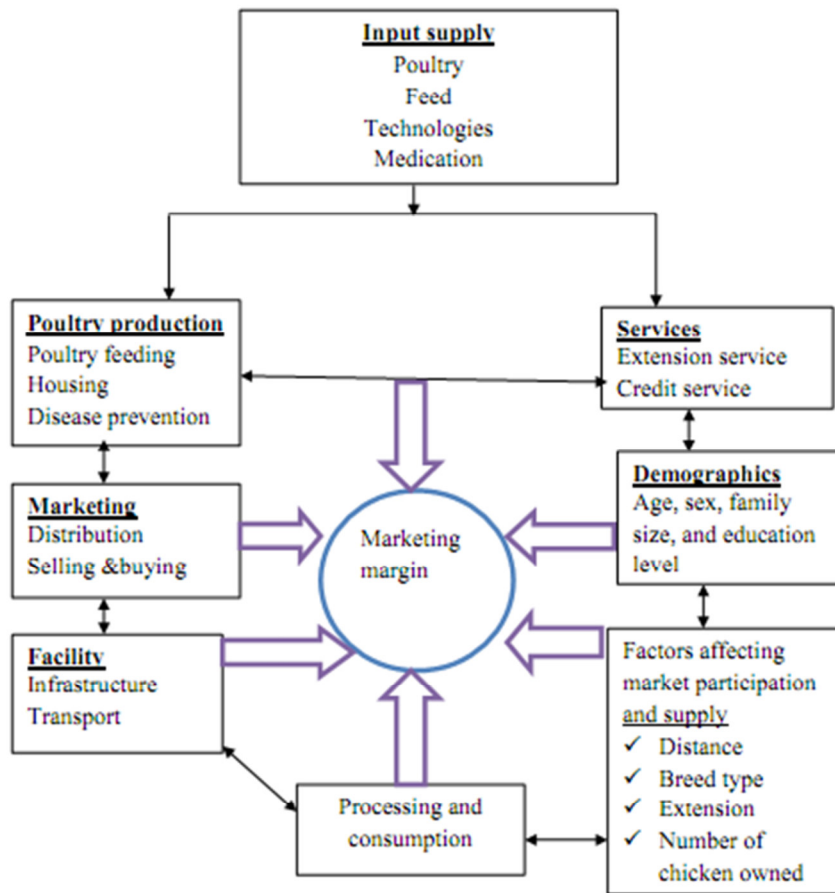 Input supply
Poultry
Feed
Technologies
Medication
Poultry production
Poultry feeding
Housing
Disease prevention
Services
Extension service
Credit service
Marketing
Distribution
Selling &buying
Marketing
margin
Demographics
Age, sex, family
size, and education
level
Facility
Infrastructure
Transport
Factors affecting
market participation
and supply
✓ Distance
✓ Breed type
✓ Extension
✓ Number of
chicken owned
Processing and
consumption